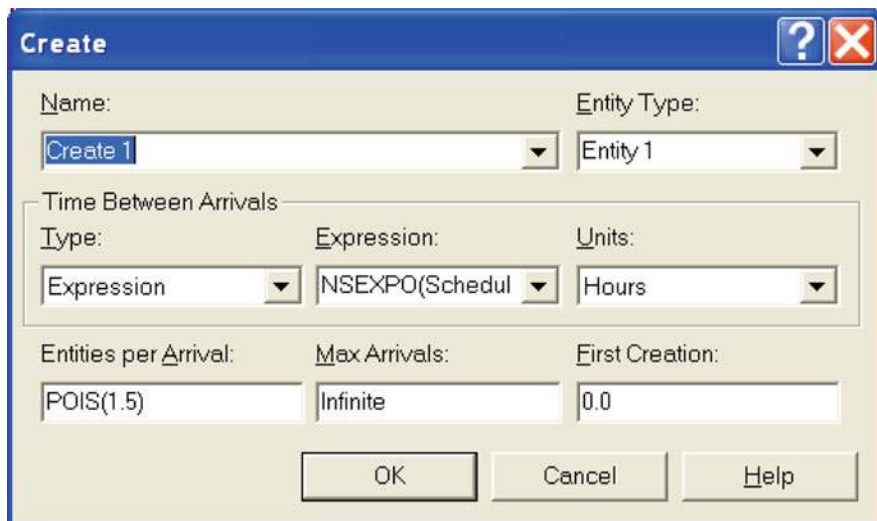 Create
Name: Entity Type:
Create 1 Entity 1
Time Between Arrivals
Type: Expression: Units:
Expression NSEXPO(Schedul Hours
Entities per Arrival: Max Arrivals: First Creation:
POIS(1.5) Infinite 0.0
OK Cancel Help